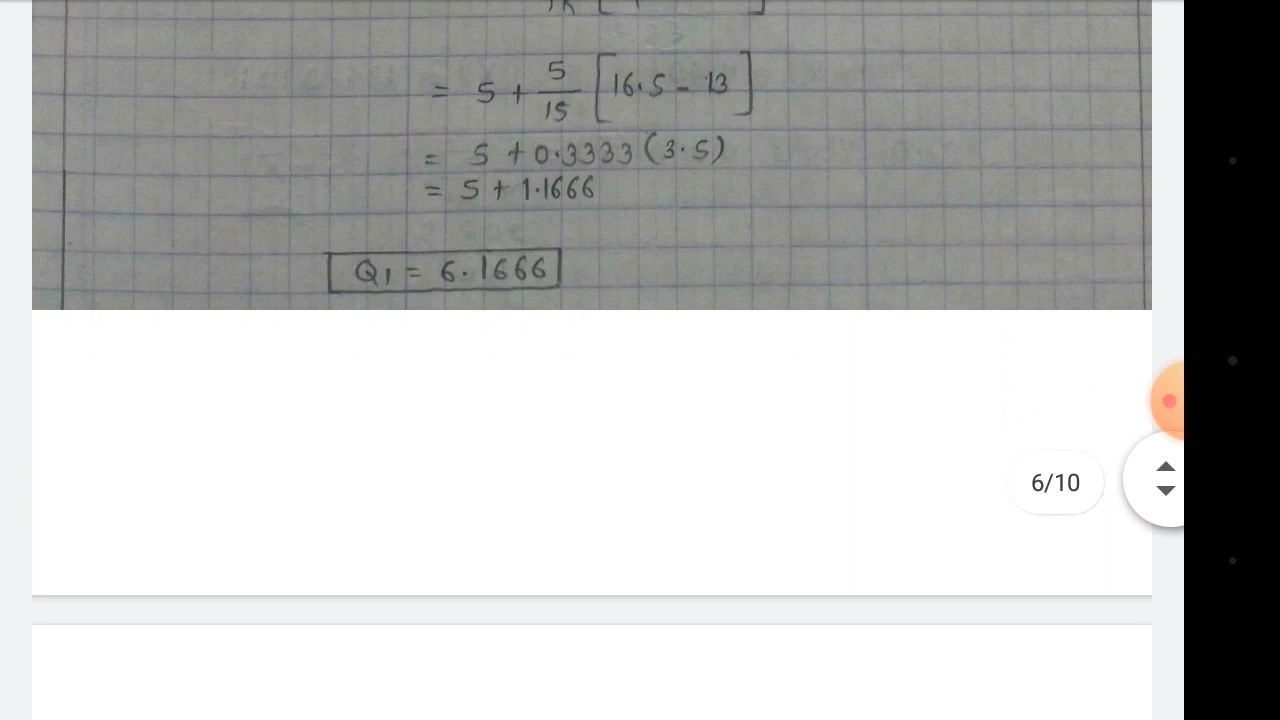 = 5 + 5/15 [16.5 - 13]
= 5 + 0.3333 (3.5)
= 5 + 1.1666
Q1 = 6.1666
6/10